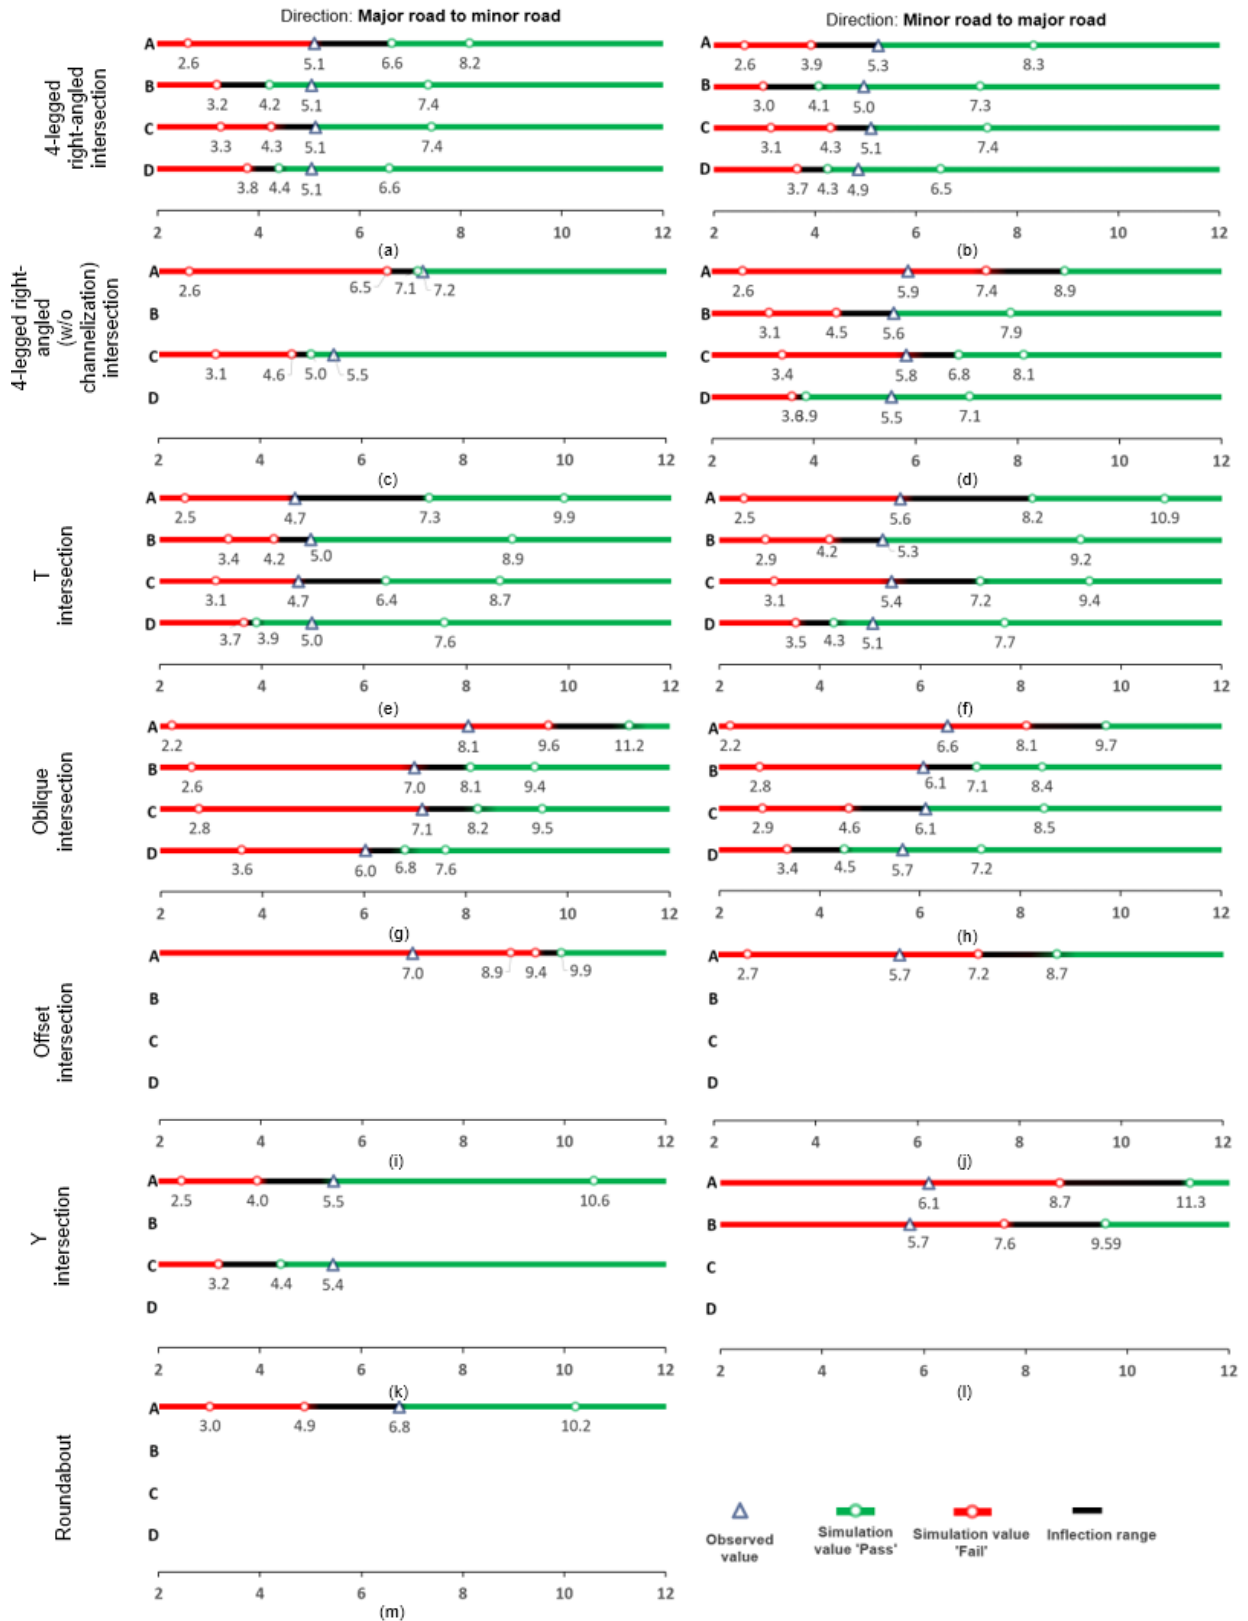 Direction: Major road to minor road
Direction: Minor road to major road
4-legged
right-angled
intersection
A
2.6 5.1 6.6 8.2
B
3.2 4.2 5.1 7.4
C
3.3 4.3 5.1 7.4
D
3.8 4.4 5.1 6.6
2 4 6 8 10 12
(a)
A
2.6 3.9 5.3 8.3
B
3.0 4.1 5.0 7.3
C
3.1 4.3 5.1 7.4
D
3.7 4.3 4.9 6.5
2 4 6 8 10 12
(b)
4-legged right-
angled
(w/o
channelization)
intersection
A
2.6 6.5 7.1 7.2
B
C
3.1 4.6 5.0 5.5
D
2 4 6 8 10 12
(c)
A
2.6 5.9 7.4 8.9
B
3.1 4.5 5.6 7.9
C
3.4 5.8 6.8 8.1
D
3.6 3.9 5.5 7.1
2 4 6 8 10 12
(d)
T
intersection
A
2.5 4.7 7.3 9.9
B
3.4 4.2 5.0 8.9
C
3.1 4.7 6.4 8.7
D
3.7 3.9 5.0 7.6
2 4 6 8 10 12
(e)
A
2.5 5.6 8.2 10.9
B
2.9 4.2 5.3 9.2
C
3.1 5.4 7.2 9.4
D
3.5 4.3 5.1 7.7
2 4 6 8 10 12
(f)
Oblique
intersection
A
2.2 8.1 9.6 11.2
B
2.6 7.0 8.1 9.4
C
2.8 7.1 8.2 9.5
D
3.6 6.0 6.8 7.6
2 4 6 8 10 12
(g)
A
2.2 6.6 8.1 9.7
B
2.8 6.1 7.1 8.4
C
2.9 4.6 6.1 8.5
D
3.4 4.5 5.7 7.2
2 4 6 8 10 12
(h)
Offset
intersection
A
7.0 8.9 9.4 9.9
B
C
D
2 4 6 8 10 12
(i)
A
2.7 5.7 7.2 8.7
B
C
D
2 4 6 8 10 12
(j)
Y
intersection
A
2.5 4.0 5.5 10.6
B
C
3.2 4.4 5.4
D
2 4 6 8 10 12
(k)
A
6.1 8.7 11.3
B
5.7 7.6 9.59
C
D
2 4 6 8 10 12
(l)
Roundabout
A
3.0 4.9 6.8 10.2
B
C
D
2 4 6 8 10 12
(m)
Observed
value
Simulation
value 'Pass'
Simulation value
'Fail'
Inflection range